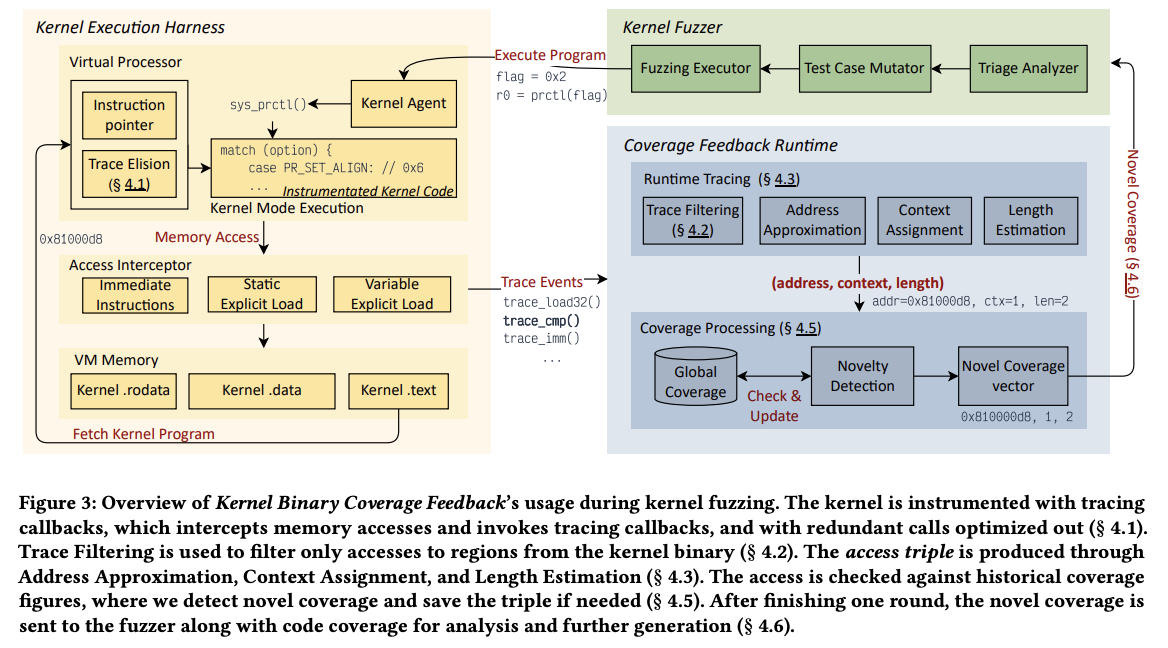 Kernel Execution Harness
Virtual Processor
Instruction
pointer
Trace Elision
(§ 4.1)
sys_prctl()
Kernel Agent
match (option) {
case PR_SET_ALIGN: // 0x6
...
Instrumentated Kernel Code
Kernel Mode Execution
0x81000d8
Memory Access
Access Interceptor
Immediate
Instructions
Static
Explicit Load
Variable
Explicit Load
VM Memory
Kernel .rodata
Kernel .data
Kernel .text
Fetch Kernel Program
Execute Program
flag = 0x2
r0 = prctl(flag)
Trace Events
trace_load32()
trace_cmp()
trace_imm()
...
Kernel Fuzzer
Fuzzing Executor
Test Case Mutator
Triage Analyzer
Coverage Feedback Runtime
Runtime Tracing (§ 4.3)
Trace Filtering
(§ 4.2)
Address
Approximation
Context
Assignment
Length
Estimation
(address, context, length)
addr=0x81000d8, ctx=1, len=2
Coverage Processing (§ 4.5)
Global
Coverage
Check &
Update
Novelty
Detection
Novel Coverage
vector
0x810000d8, 1, 2
Novel Coverage (§ 4.6)
Figure 3: Overview of Kernel Binary Coverage Feedback's usage during kernel fuzzing. The kernel is instrumented with tracing
callbacks, which intercepts memory accesses and invokes tracing callbacks, and with redundant calls optimized out (§ 4.1).
Trace Filtering is used to filter only accesses to regions from the kernel binary (§ 4.2). The access triple is produced through
Address Approximation, Context Assignment, and Length Estimation (§ 4.3). The access is checked against historical coverage
figures, where we detect novel coverage and save the triple if needed (§ 4.5). After finishing one round, the novel coverage is
sent to the fuzzer along with code coverage for analysis and further generation (§ 4.6).